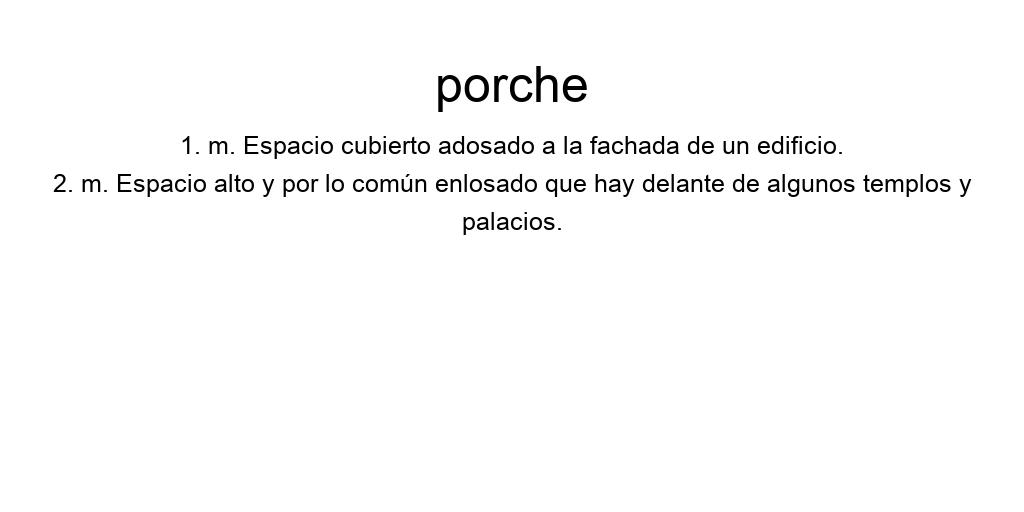 porche
1. m. Espacio cubierto adosado a la fachada de un edificio.
2. m. Espacio alto y por lo común enlosado que hay delante de algunos templos y
palacios.